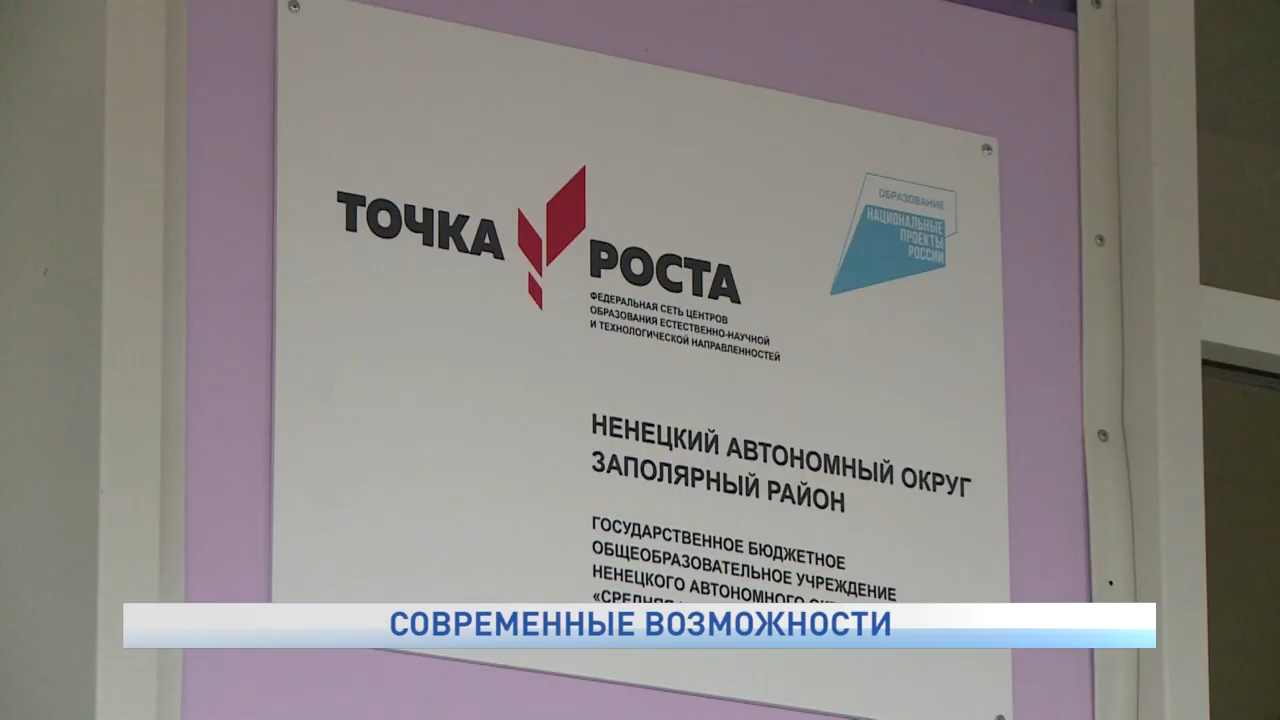 ТОЧКА
РОСТА
ФЕДЕРАЛЬНАЯ СЕТЬ ЦЕНТРОВ
ОБРАЗОВАНИЯ ЕСТЕСТВЕННО-НАУЧНОЙ
И ТЕХНОЛОГИЧЕСКОЙ НАПРАВЛЕННОСТЕЙ
ОБРАЗОВАНИЕ
НАЦИОНАЛЬНЫЕ
ПРОЕКТЫ
РОССИИ
НЕНЕЦКИЙ АВТОНОМНЫЙ ОКРУГ
ЗАПОЛЯРНЫЙ РАЙОН
ГОСУДАРСТВЕННОЕ БЮДЖЕТНОЕ
ОБЩЕОБРАЗОВАТЕЛЬНОЕ УЧРЕЖДЕНИЕ
НЕНЕЦКОГО АВТОНОМНОГО
СОВРЕМЕННЫЕ ВОЗМОЖНОСТИ